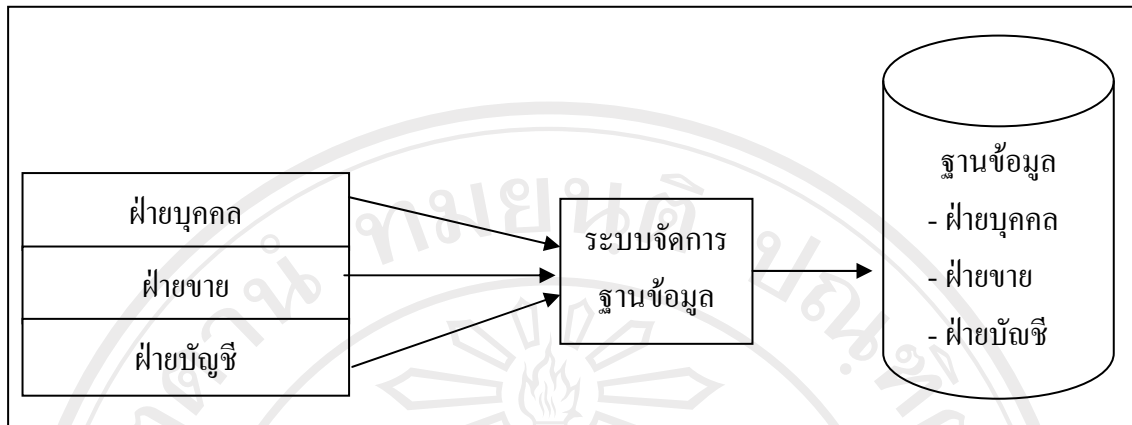 ฝ่ายบุคคล
ฝ่ายขาย
ฝ่ายบัญชี
ระบบจัดการ
ฐานข้อมูล
ฐานข้อมูล
- ฝ่ายบุคคล
- ฝ่ายขาย
- ฝ่ายบัญชี